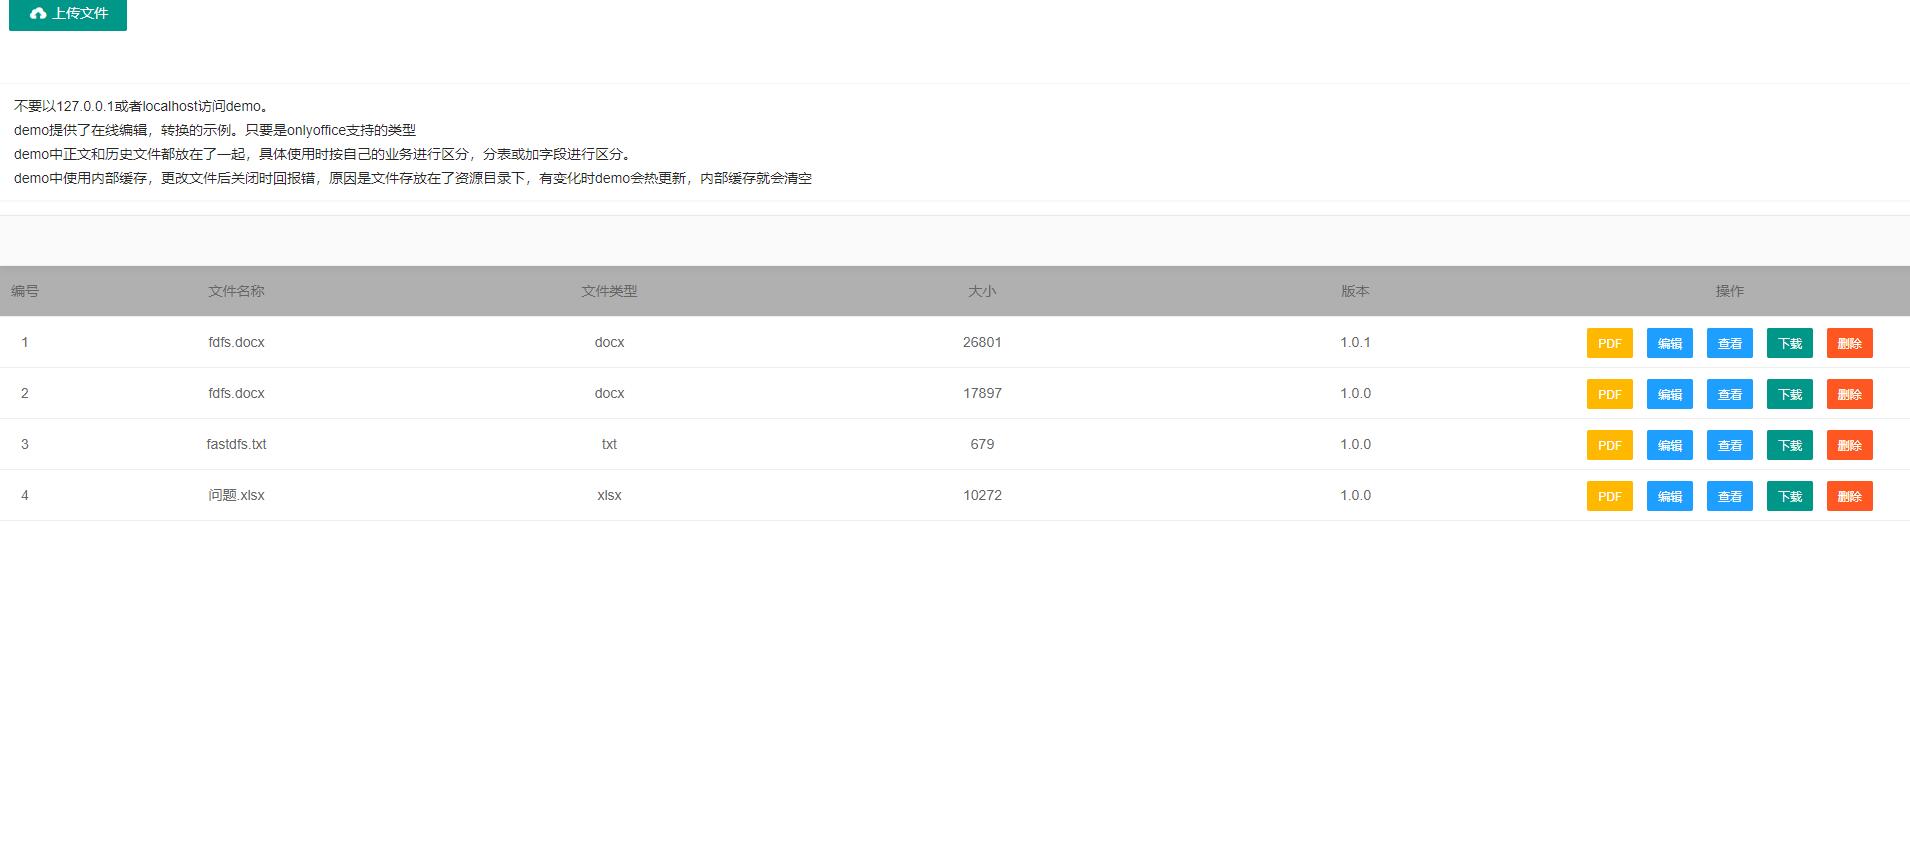 上传文件
不要以127.0.0.1或者localhost访问demo。
demo提供了在线编辑，转换的示例。只要是onlyoffice支持的类型
demo中正文和历史文件都放在了一起，具体使用时按自己的业务进行区分，分表或加字段进行区分。
demo中使用内部缓存，更改文件后关闭时回报错，原因是文件存放在了资源目录下，有变化时demo会热更新，内部缓存就会清空
编号 文件名称 文件类型 大小 版本 操作
1 fdfs.docx docx 26801 1.0.1 PDF 编辑 查看 下载 删除
2 fdfs.docx docx 17897 1.0.0 PDF 编辑 查看 下载 删除
3 fastdfs.txt txt 679 1.0.0 PDF 编辑 查看 下载 删除
4 问题.xlsx xlsx 10272 1.0.0 PDF 编辑 查看 下载 删除